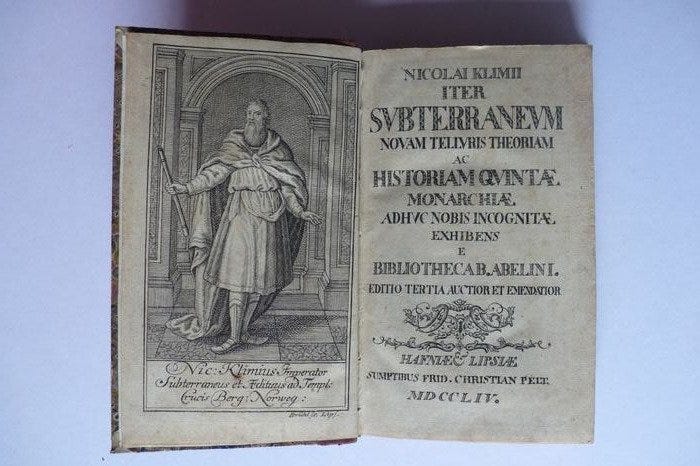 Nic: Klimius Imperator
Subterraneus et Ædituus ad Templ:
Crucis Berg: Norweg:
NICOLAI KLIMII
ITER
SVBTERRANEVM
NOVAM TELLVRIS THEORIAM
AC
HISTORIAM QVINTÆ
MONARCHIÆ
ADHVC NOBIS INCOGNITÆ
EXHIBENS
E
BIBLIOTHECA B. ABELINI.
EDITIO TERTIA AUCTIOR ET EMENDATIOR
HAFNIÆ & LIPSIÆ
SUMPTIBUS FRID. CHRISTIAN PELT.
MDCCLIV.